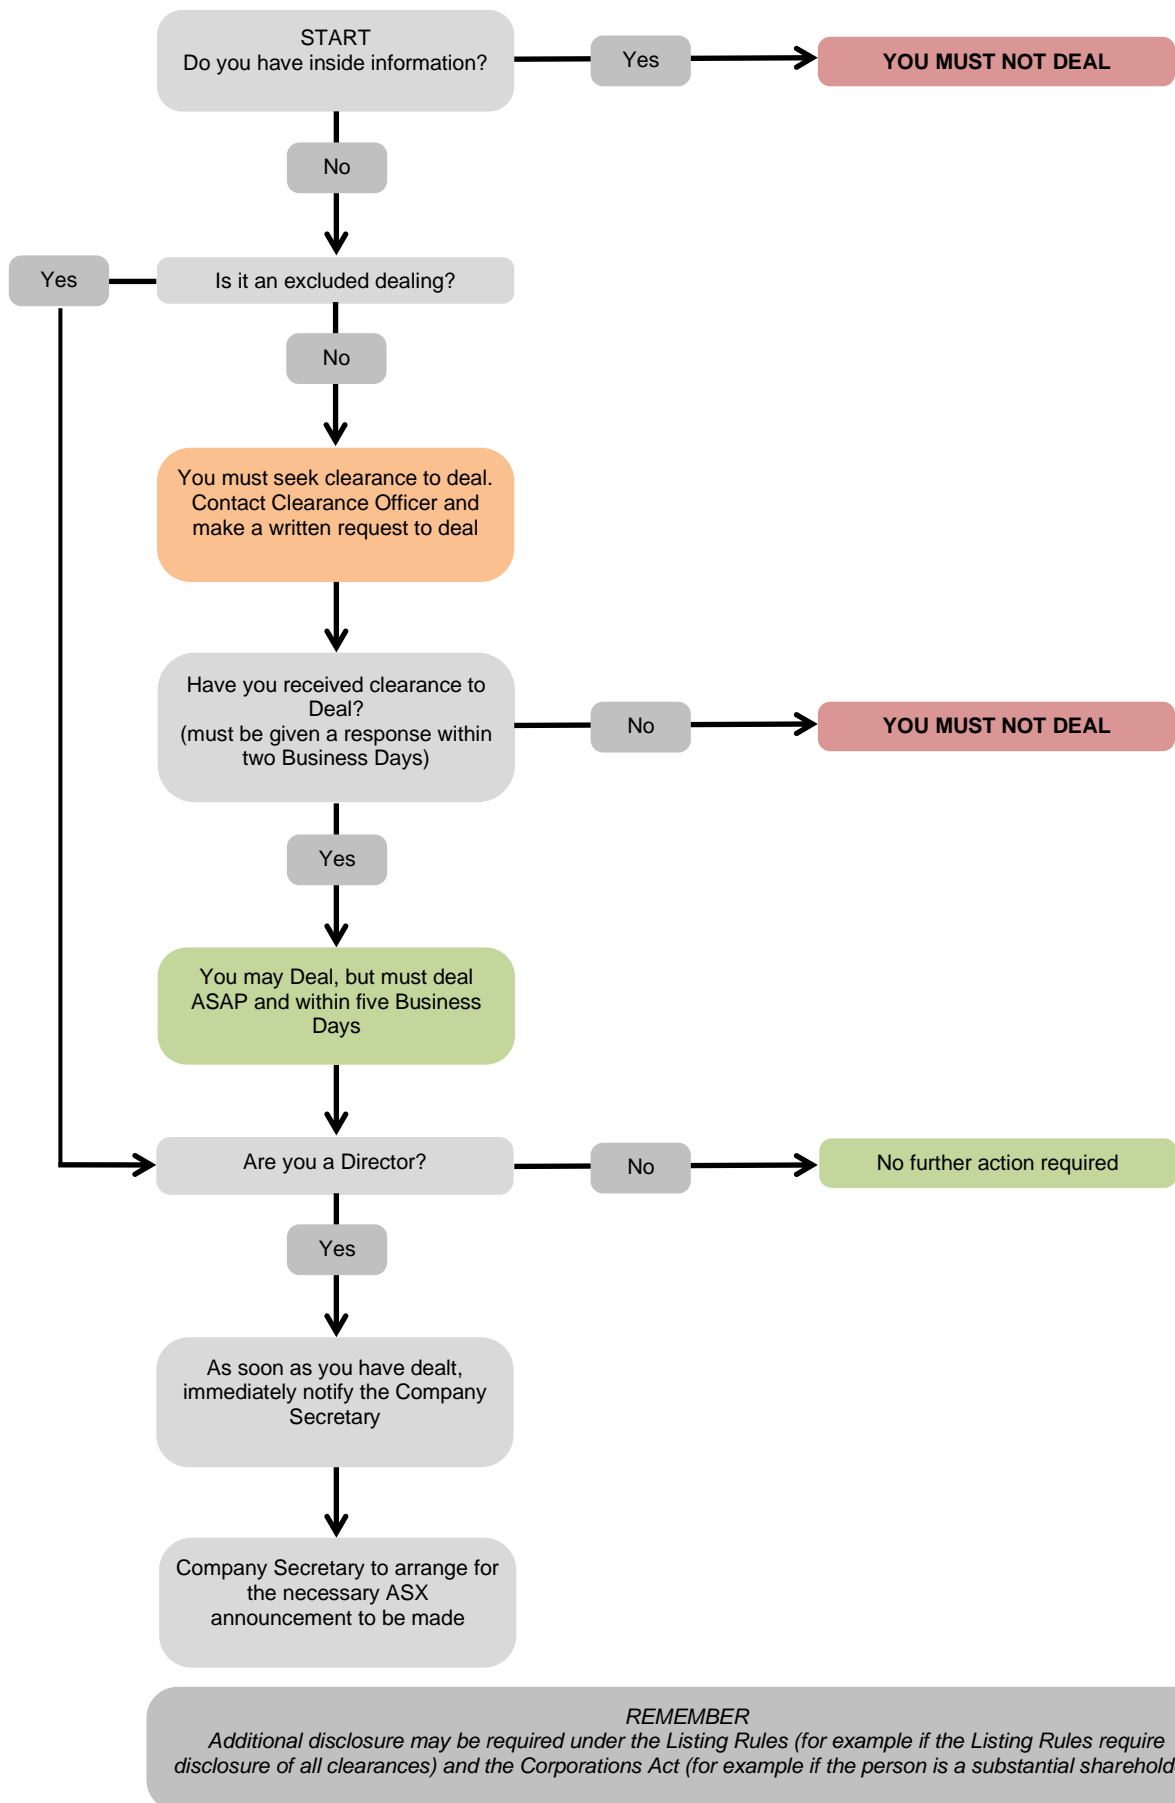 START
Do you have inside information?
Yes
YOU MUST NOT DEAL
No
Yes
Is it an excluded dealing?
No
You must seek clearance to deal.
Contact Clearance Officer and
make a written request to deal
Have you received clearance to
Deal?
(must be given a response within
two Business Days)
No
YOU MUST NOT DEAL
Yes
You may Deal, but must deal
ASAP and within five Business
Days
Are you a Director?
No
No further action required
Yes
As soon as you have dealt,
immediately notify the Company
Secretary
Company Secretary to arrange for
the necessary ASX
announcement to be made
REMEMBER
Additional disclosure may be required under the Listing Rules (for example if the Listing Rules require
disclosure of all clearances) and the Corporations Act (for example if the person is a substantial